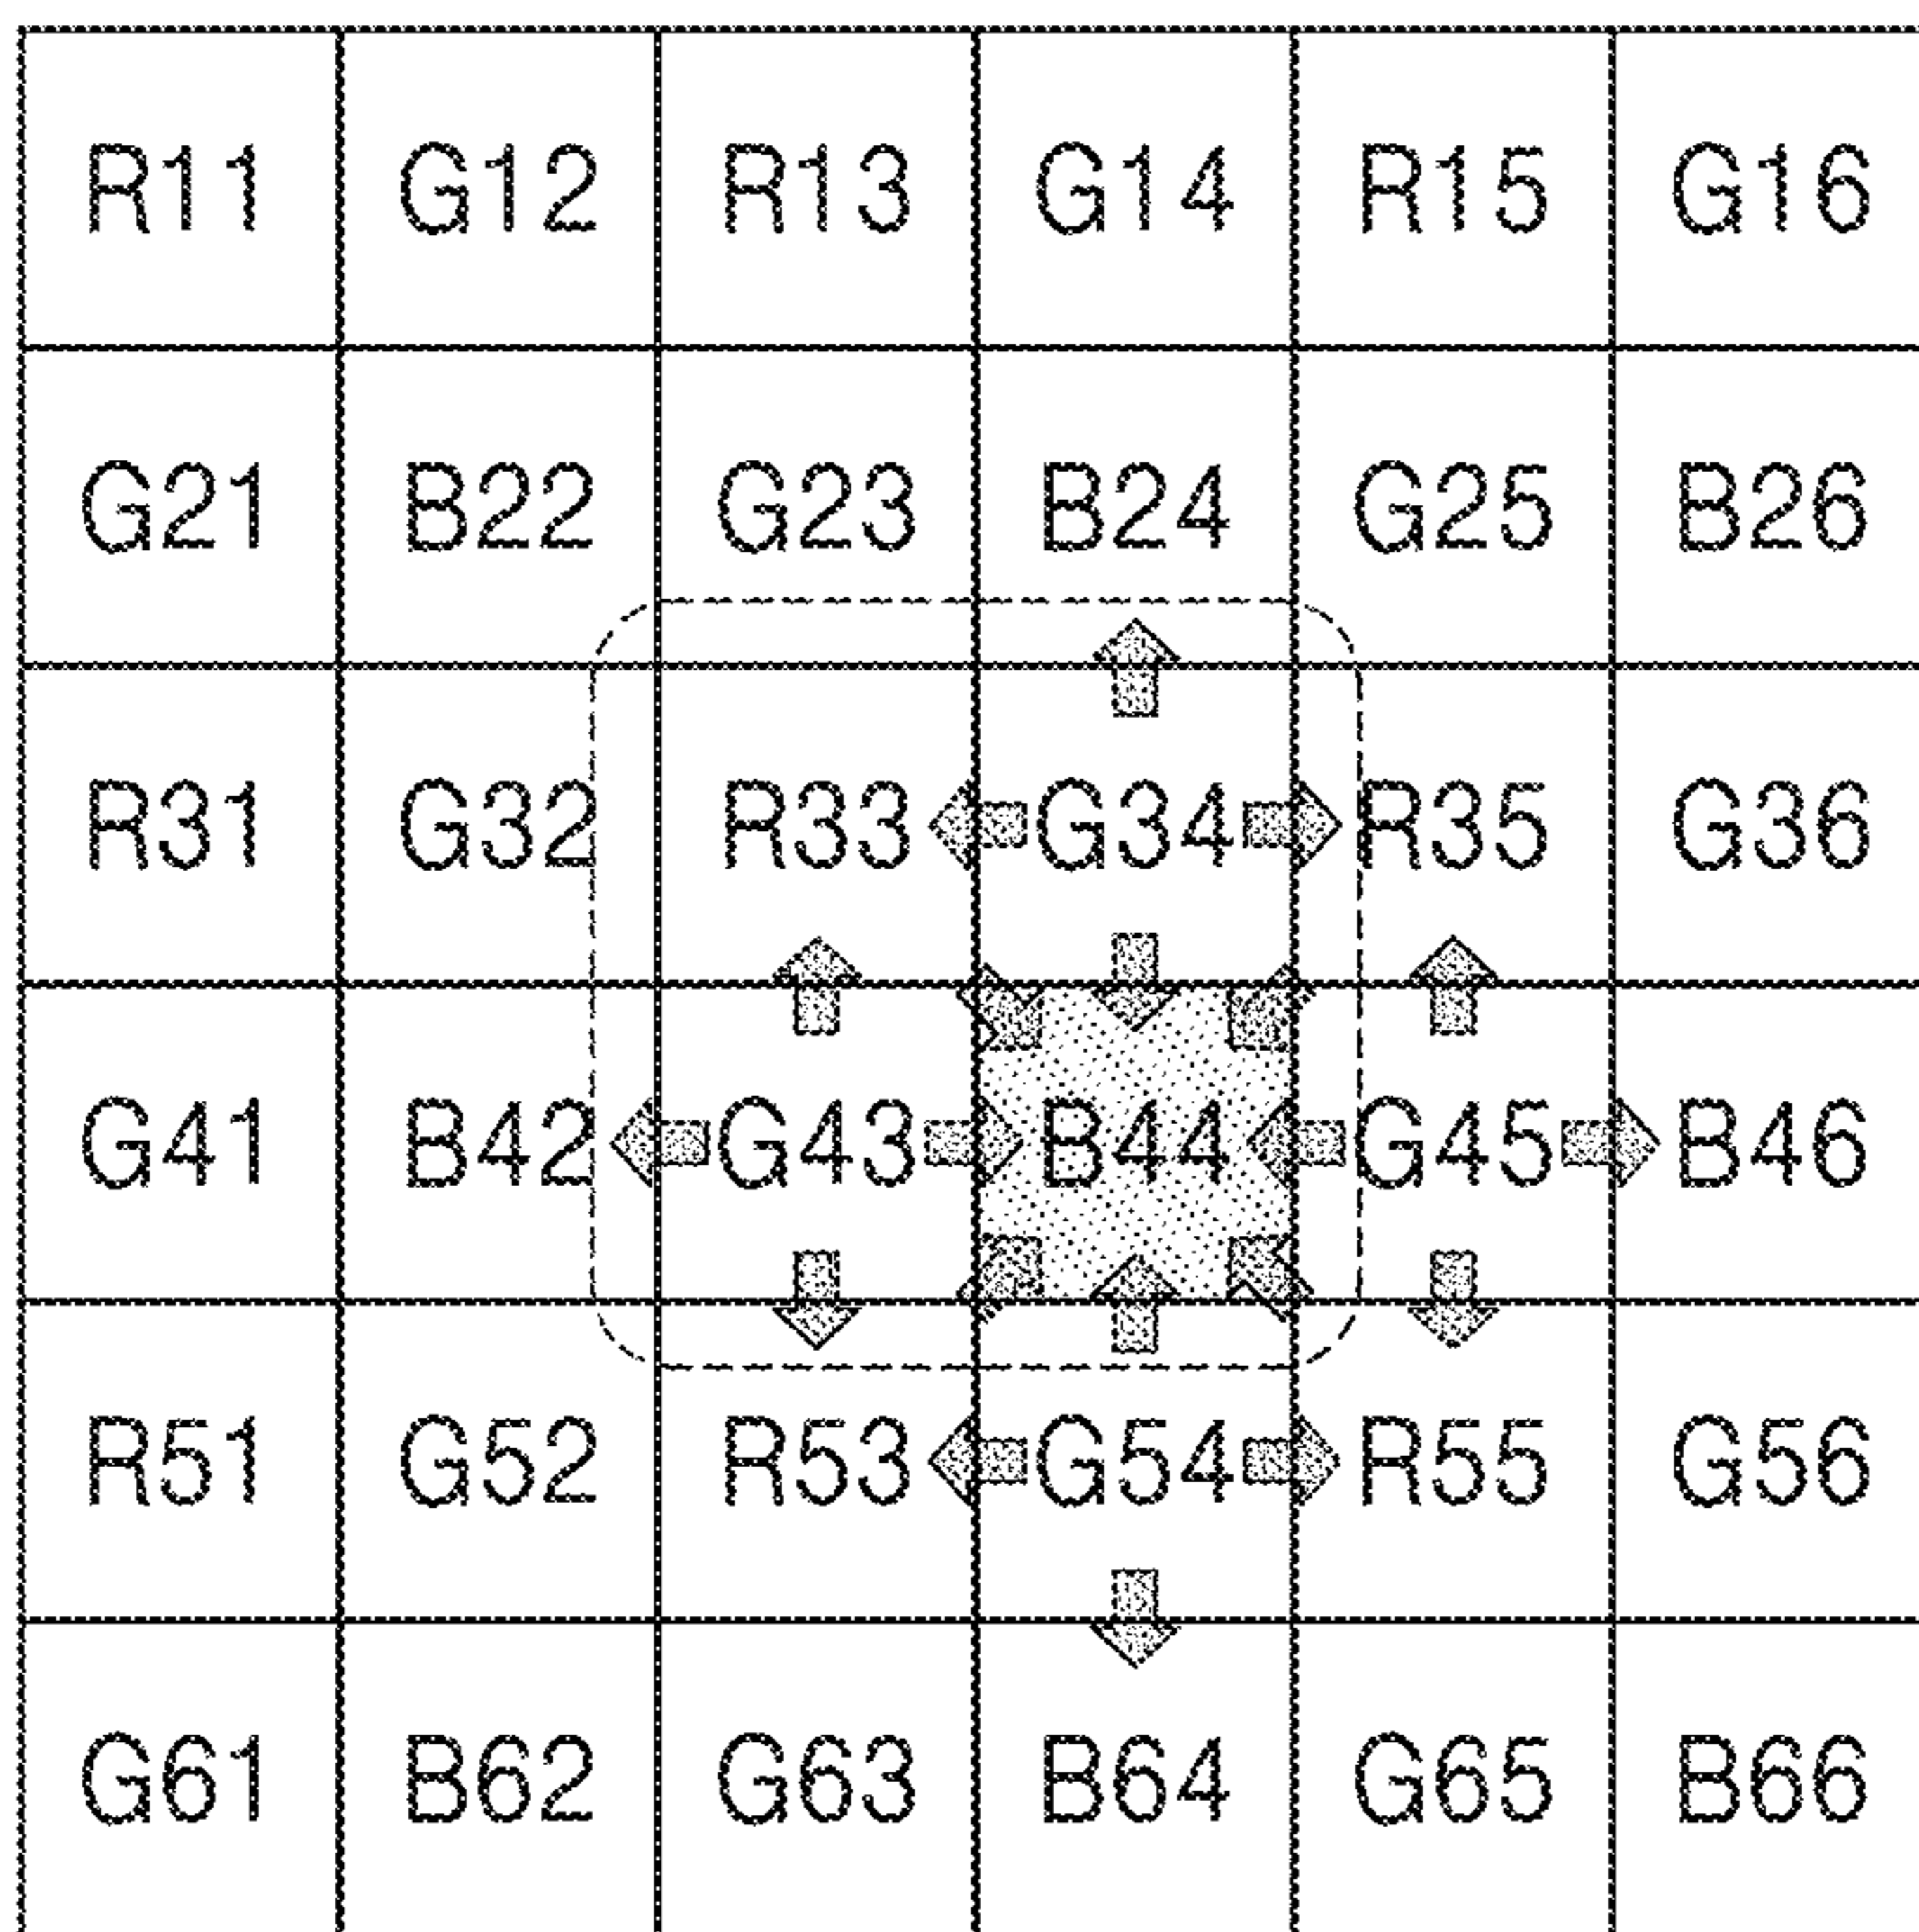 R11 G12 R13 G14 R15 G16
G21 B22 G23 B24 G25 B26
R31 G32 R33 G34 R35 G36
G41 B42 G43 B44 G45 B46
R51 G52 R53 G54 R55 G56
G61 B62 G63 B64 G65 B66